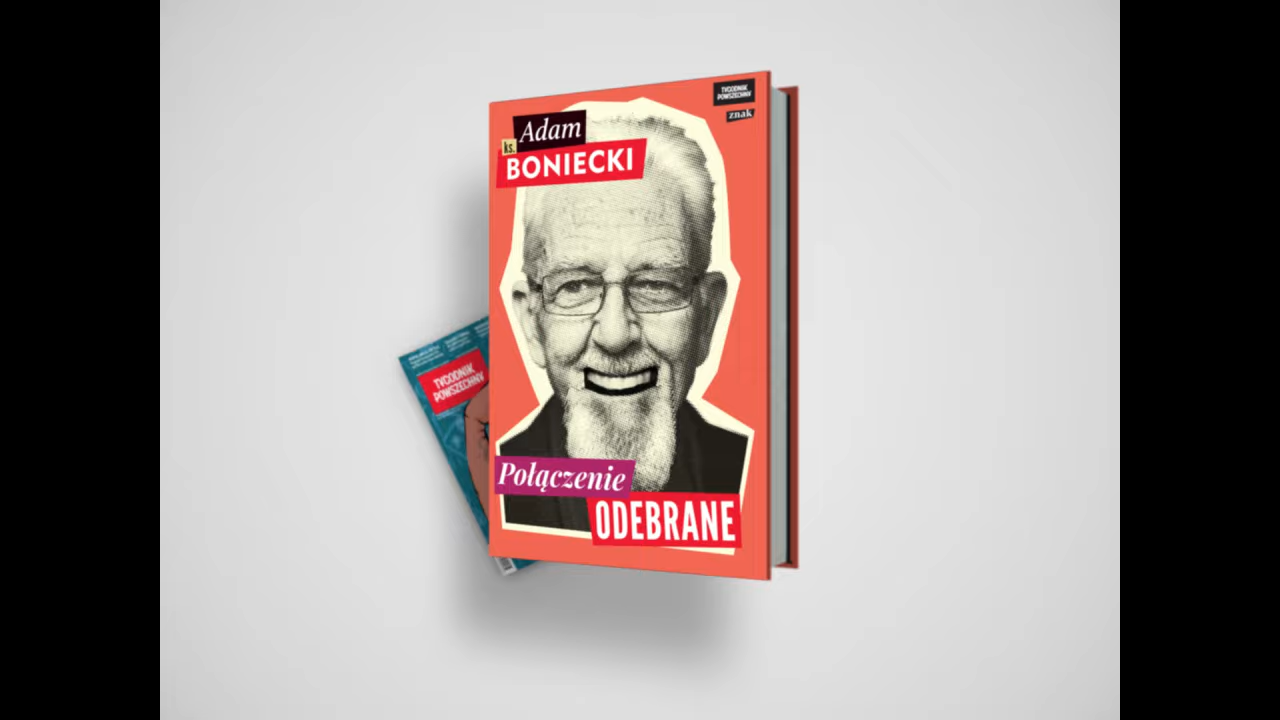 TYGODNIK
POWSZECHNY
znak
Adam
ks.
BONIECKI
TYGODNIK
POWSZECHNY
Połączenie
ODEBRANE